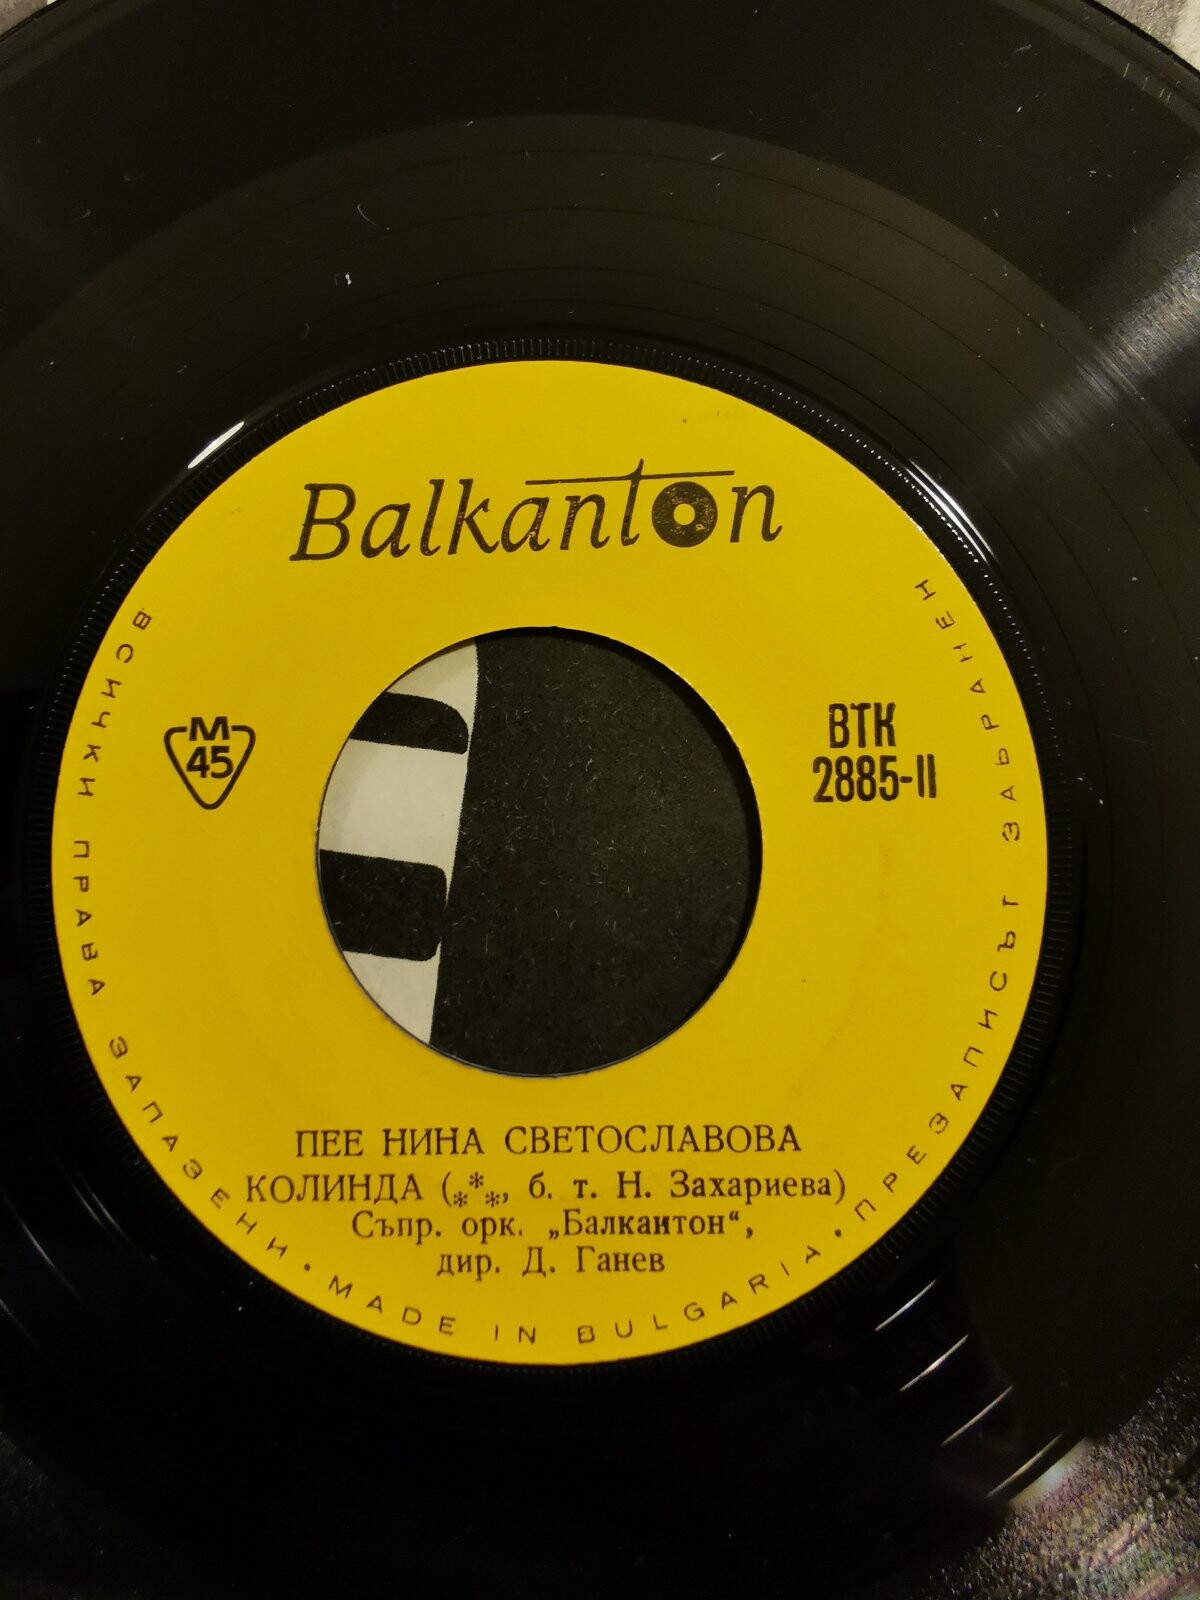 Balkanton
М
45
ВТК
2885-II
ПЕЕ НИНА СВЕТОСЛАВОВА
КОЛИНДА (***, б. т. Н. Захариева)
Съпр. орк. „Балкантон“,
дир. Д. Ганев
ВСИЧКИ ПРАВА ЗАПАЗЕНИ • MADE IN BULGARIA • ПРЕЗАПИСЪТ ЗАБРАНЕН